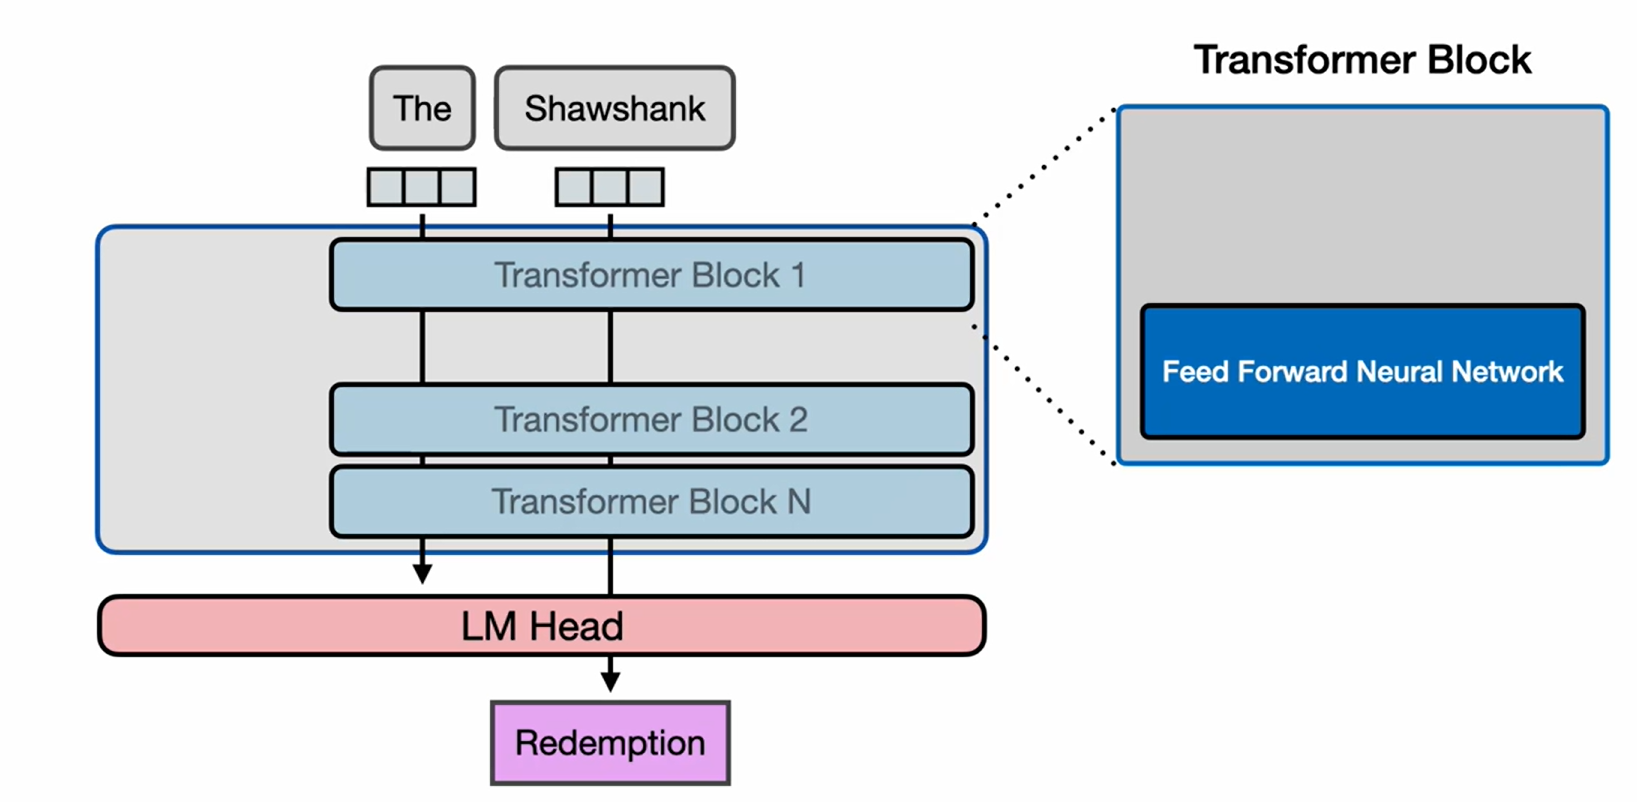 Transformer Block
The
Shawshank
Transformer Block 1
Feed Forward Neural Network
Transformer Block 2
Transformer Block N
LM Head
Redemption